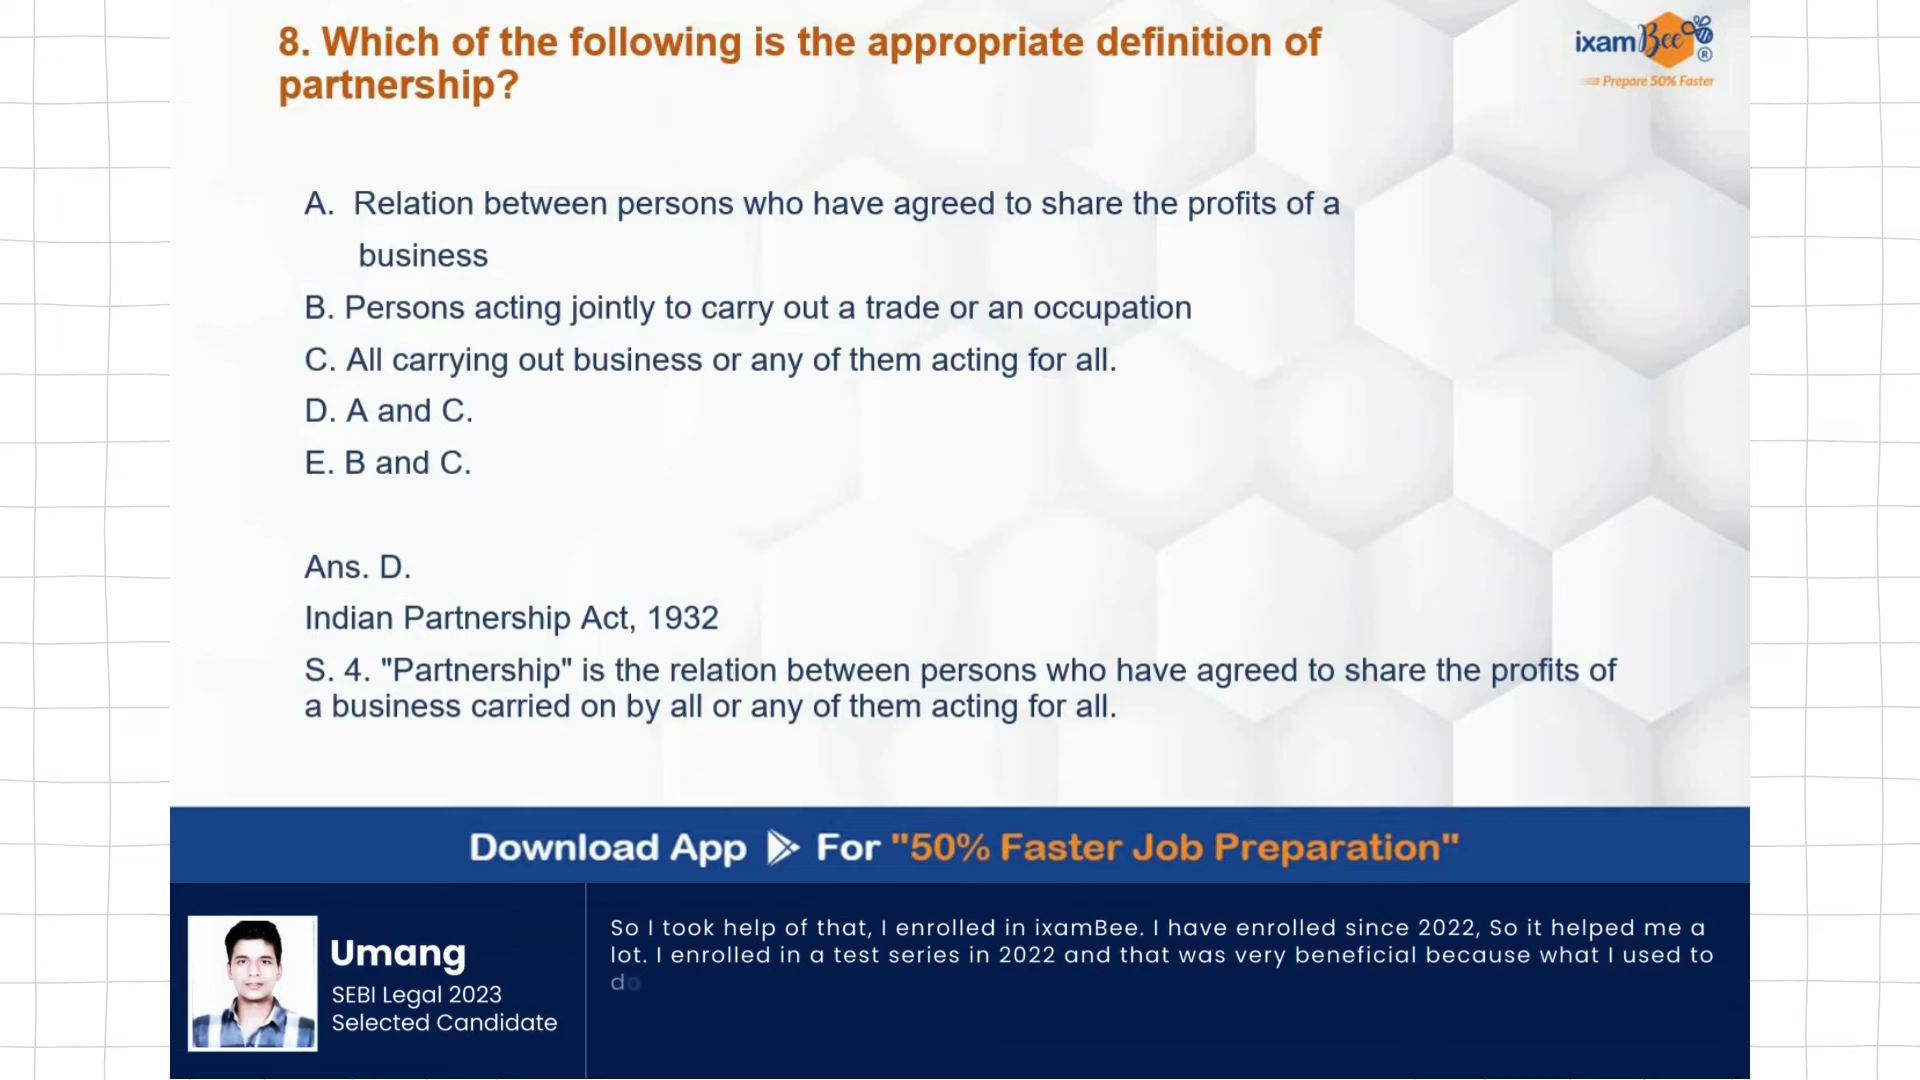 8. Which of the following is the appropriate definition of
partnership?
ixamBee®
Prepare 50% Faster
A. Relation between persons who have agreed to share the profits of a
business
B. Persons acting jointly to carry out a trade or an occupation
C. All carrying out business or any of them acting for all.
D. A and C.
E. B and C.
Ans. D.
Indian Partnership Act, 1932
S. 4. "Partnership" is the relation between persons who have agreed to share the profits of
a business carried on by all or any of them acting for all.
Download App For "50% Faster Job Preparation"
Umang
SEBI Legal 2023
Selected Candidate
So I took help of that, I enrolled in ixamBee. I have enrolled since 2022, So it helped me a
lot. I enrolled in a test series in 2022 and that was very beneficial because what I used to
do